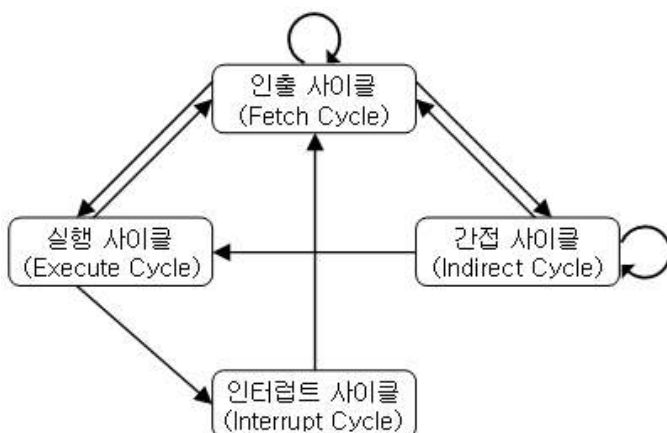 인출 사이클
(Fetch Cycle)
실행 사이클
(Execute Cycle)
간접 사이클
(Indirect Cycle)
인터럽트 사이클
(Interrupt Cycle)